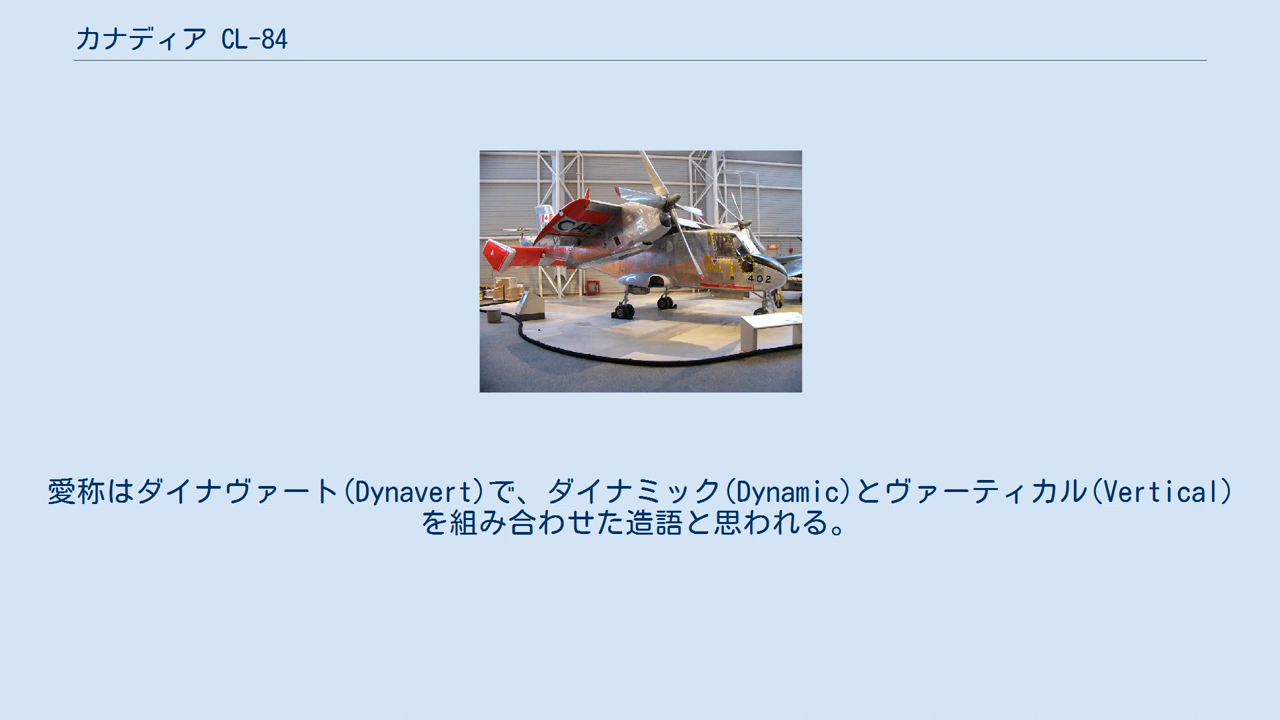 カナディア CL-84
CAF
402
愛称はダイナヴァート(Dynavert)で、ダイナミック(Dynamic)とヴァーティカル(Vertical)
を組み合わせた造語と思われる。